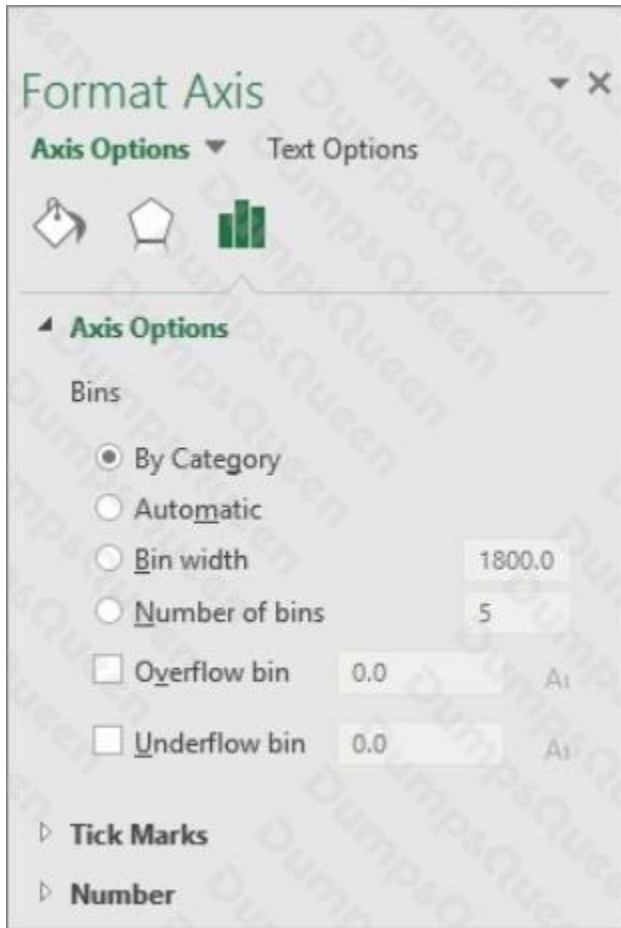 Format Axis
Axis Options Text Options
Axis Options
Bins
By Category
Automatic
Bin width 1800.0
Number of bins 5
Overflow bin 0.0
Underflow bin 0.0
Tick Marks
Number
DumpsQueen